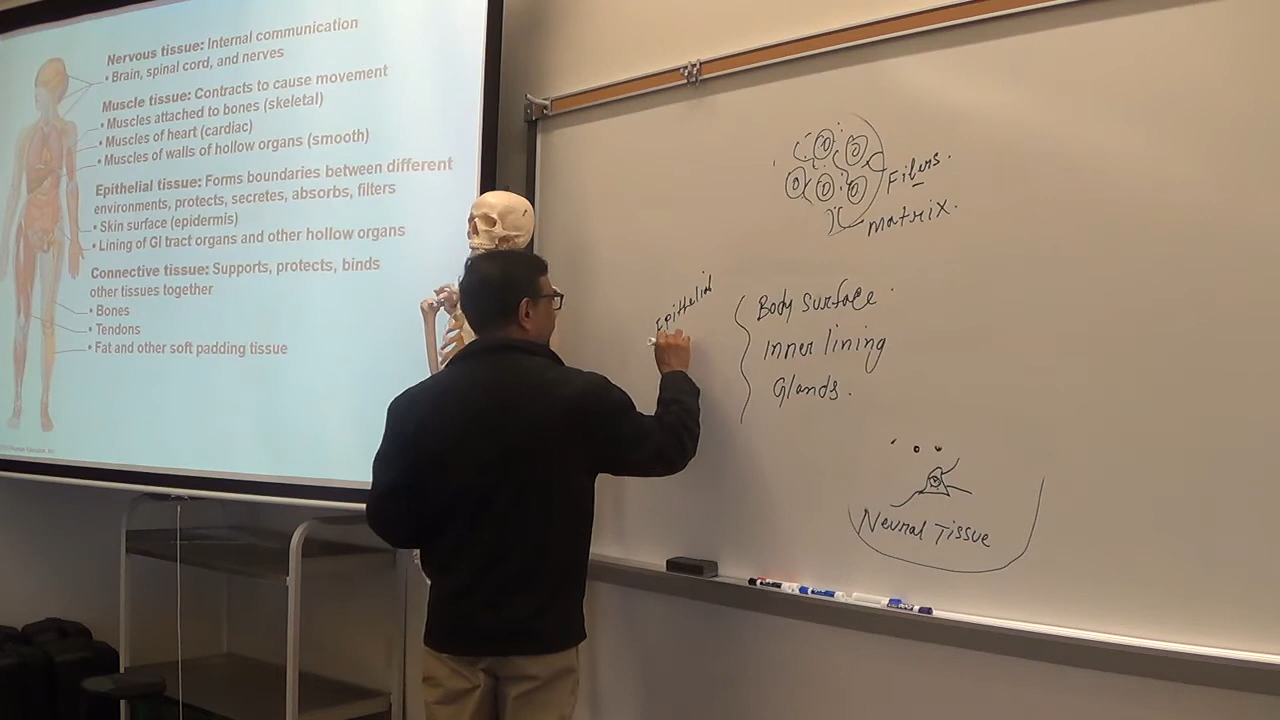 Nervous tissue: Internal communication
• Brain, spinal cord, and nerves
Muscle tissue: Contracts to cause movement
• Muscles attached to bones (skeletal)
• Muscles of heart (cardiac)
• Muscles of walls of hollow organs (smooth)
Epithelial tissue: Forms boundaries between different
environments, protects, secretes, absorbs, filters
• Skin surface (epidermis)
• Lining of GI tract organs and other hollow organs
Connective tissue: Supports, protects, binds
other tissues together
• Bones
• Tendons
• Fat and other soft padding tissue
Fibers.
matrix.
Epithelial
Body surface.
inner lining
Glands.
Neural Tissue